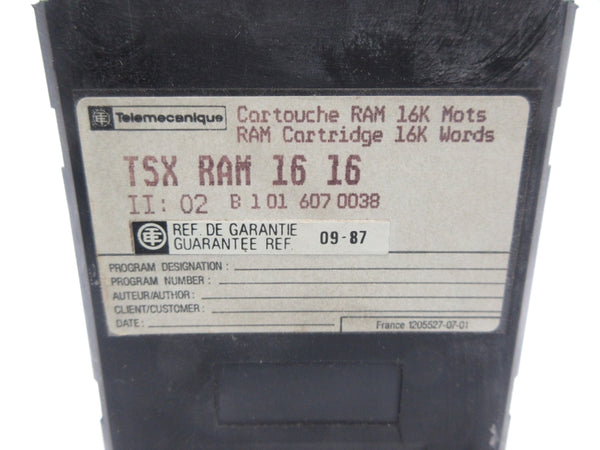 Telemecanique
Cartouche RAM 16K Mots
RAM Cartridge 16K Words
TSX RAM 16 16
II: 02 B 1 01 607 0038
REF. DE GARANTIE
GUARANTEE REF. 09-87
PROGRAM DESIGNATION :
PROGRAM NUMBER :
AUTEUR/AUTHOR :
CLIENT/CUSTOMER :
DATE :
France 1205527-07-01